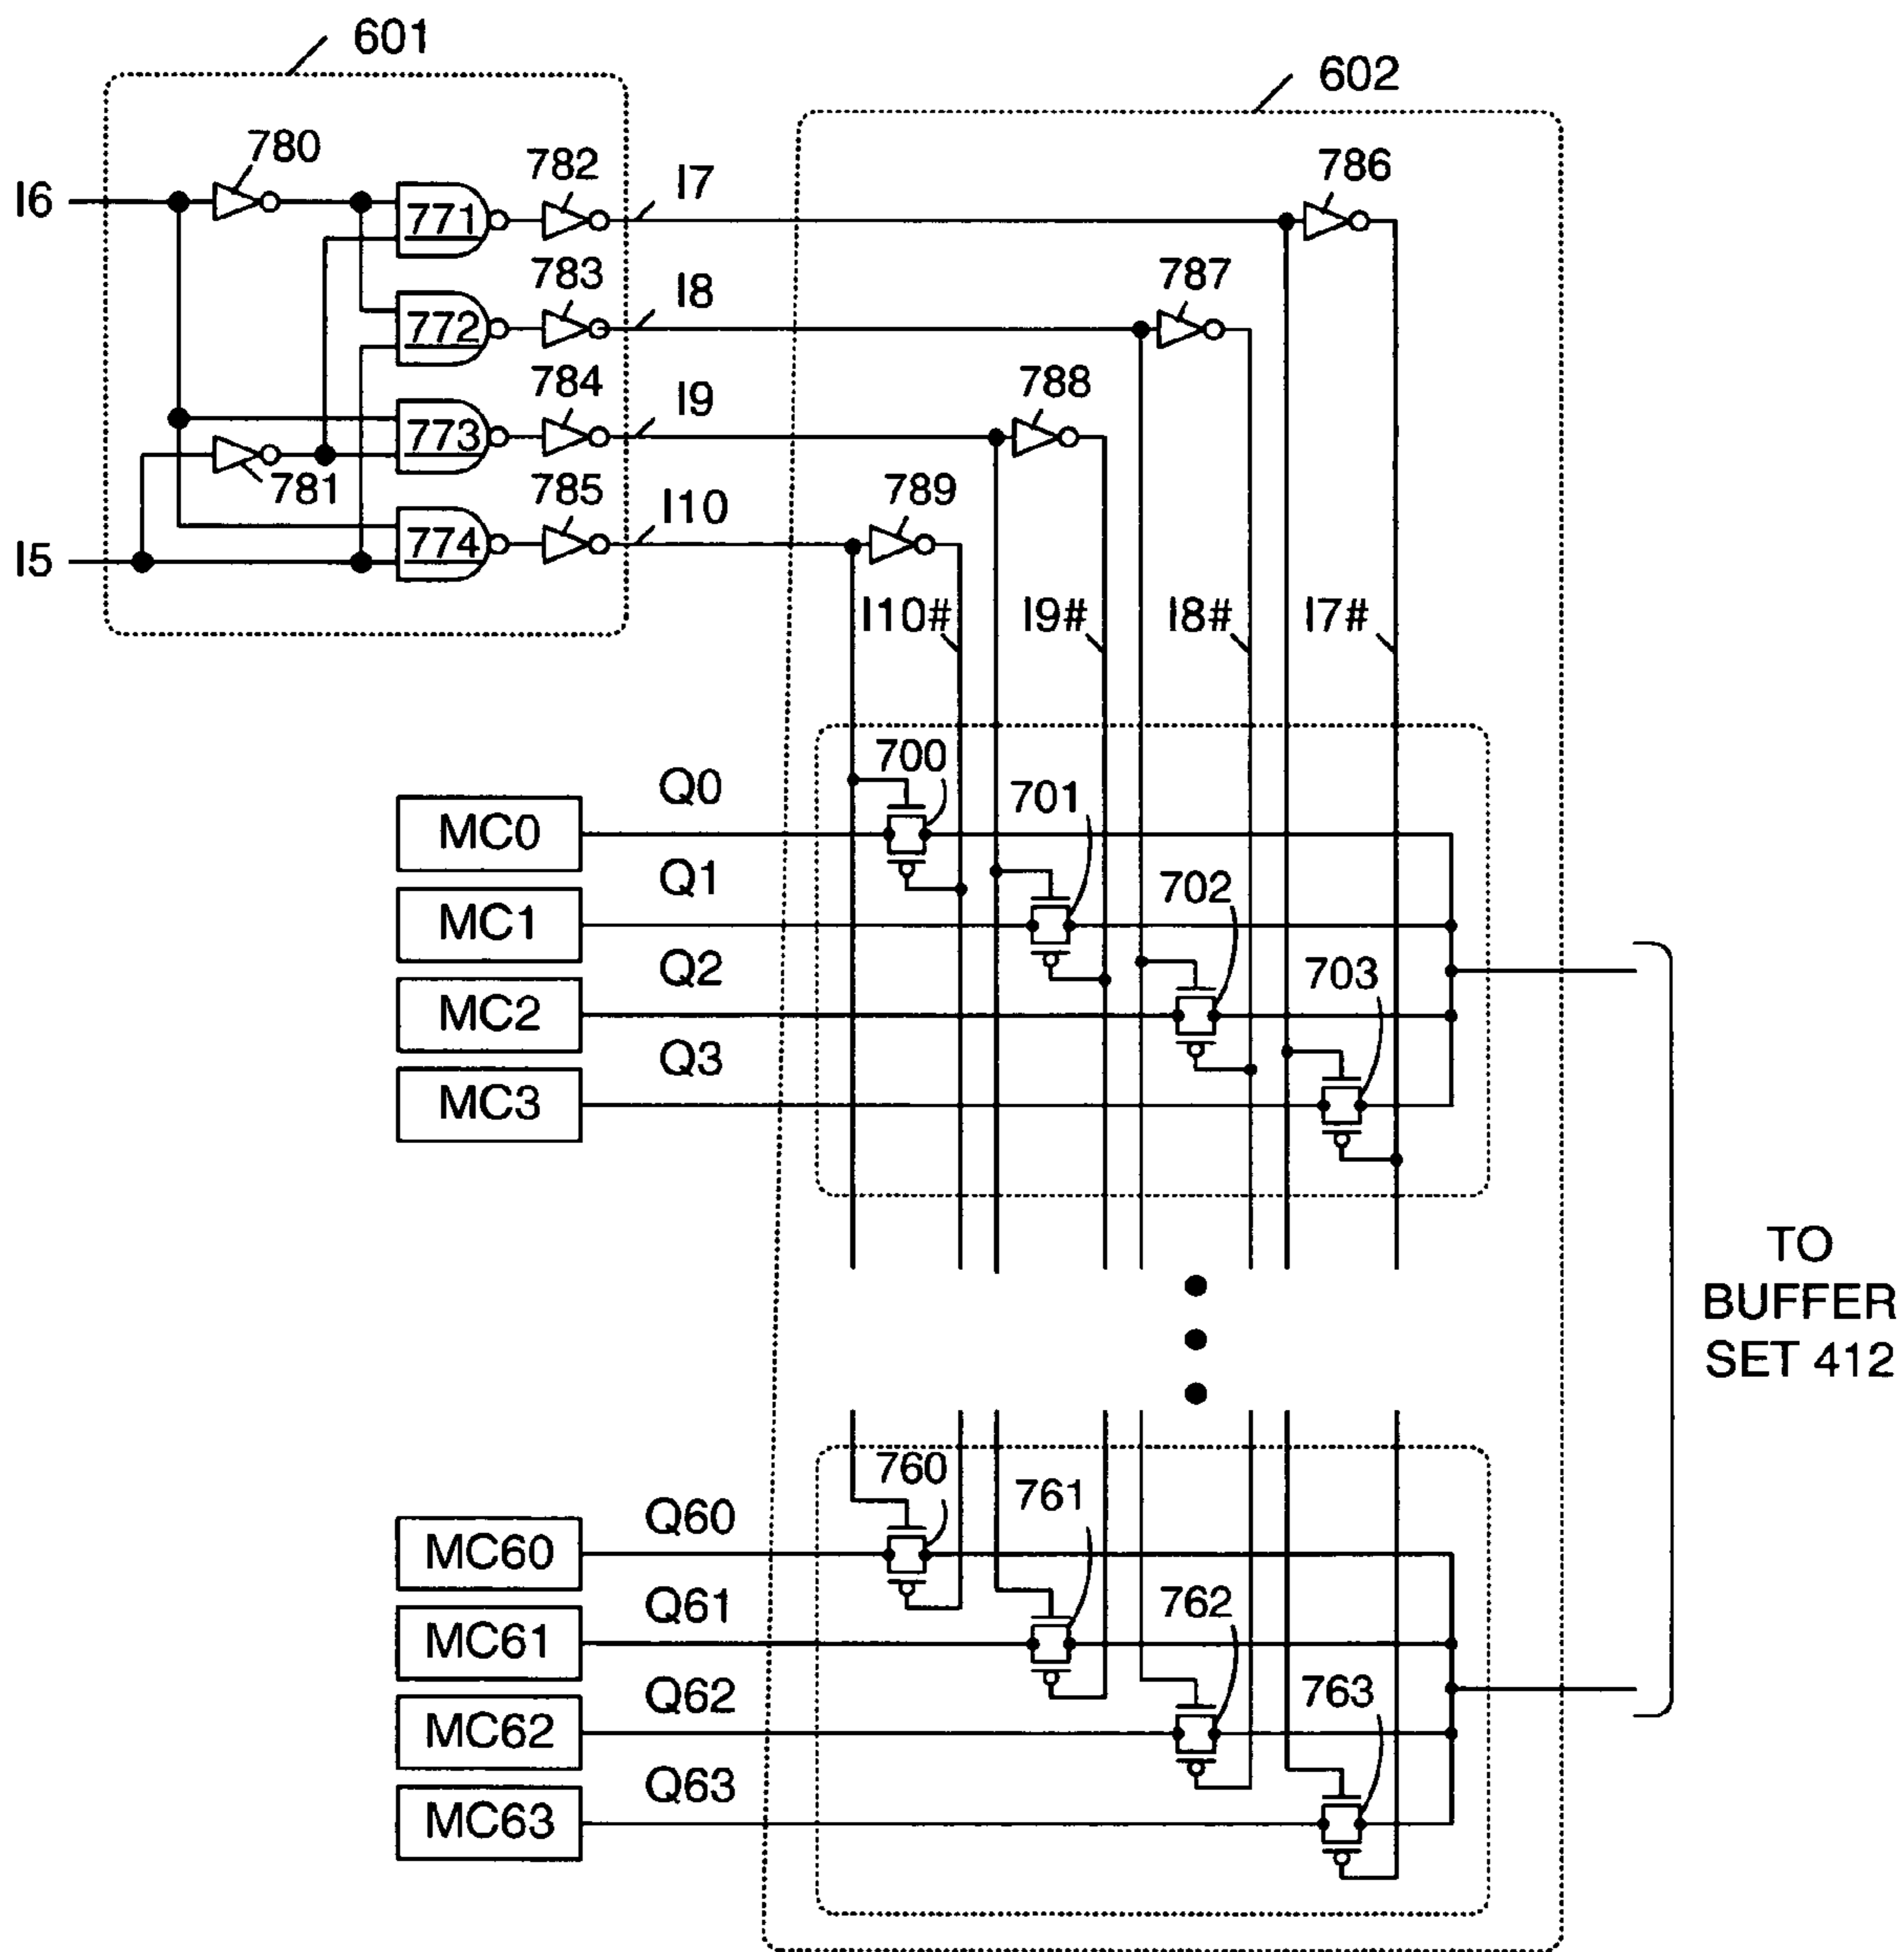 601
602
780
782
I7
786
I6
771
783
I8
787
772
784
I9
788
773
781
785
I10
789
I5
774
I10#
I9#
I8#
I7#
700
Q0
701
MC0
Q1
702
MC1
Q2
703
MC2
Q3
MC3
TO
BUFFER
SET 412
760
761
Q60
MC60
Q61
762
MC61
Q62
763
MC62
Q63
MC63